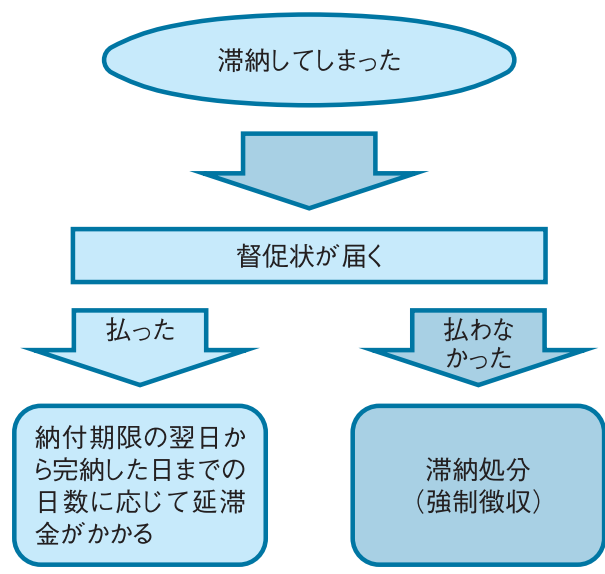 滞納してしまった
督促状が届く
払った
払わな
かった
納付期限の翌日か
ら完納した日までの
日数に応じて延滞
金がかかる
滞納処分
（強制徴収）